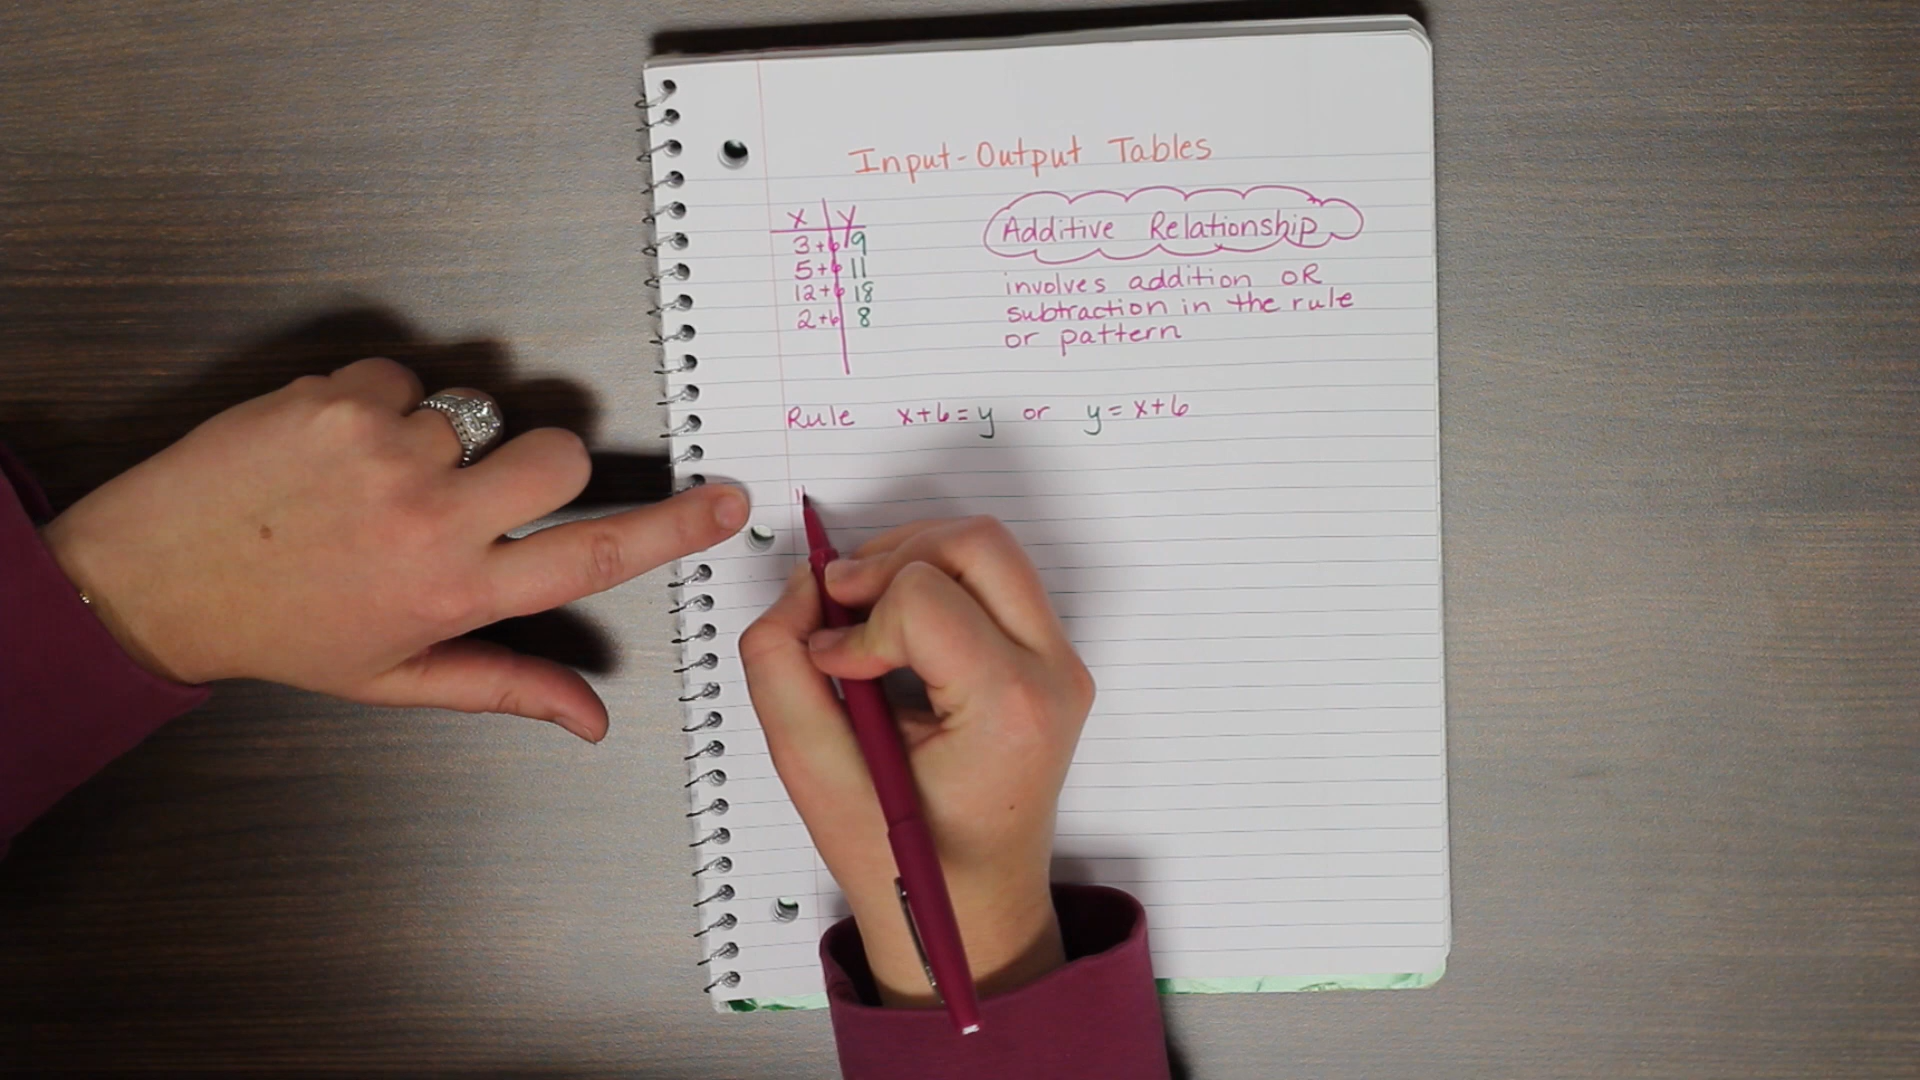 Input-Output Tables
x y
3+6 9
5+6 11
12+6 18
2+6 8
Additive Relationship
involves addition OR
subtraction in the rule
or pattern
Rule x+6=y or y=x+6